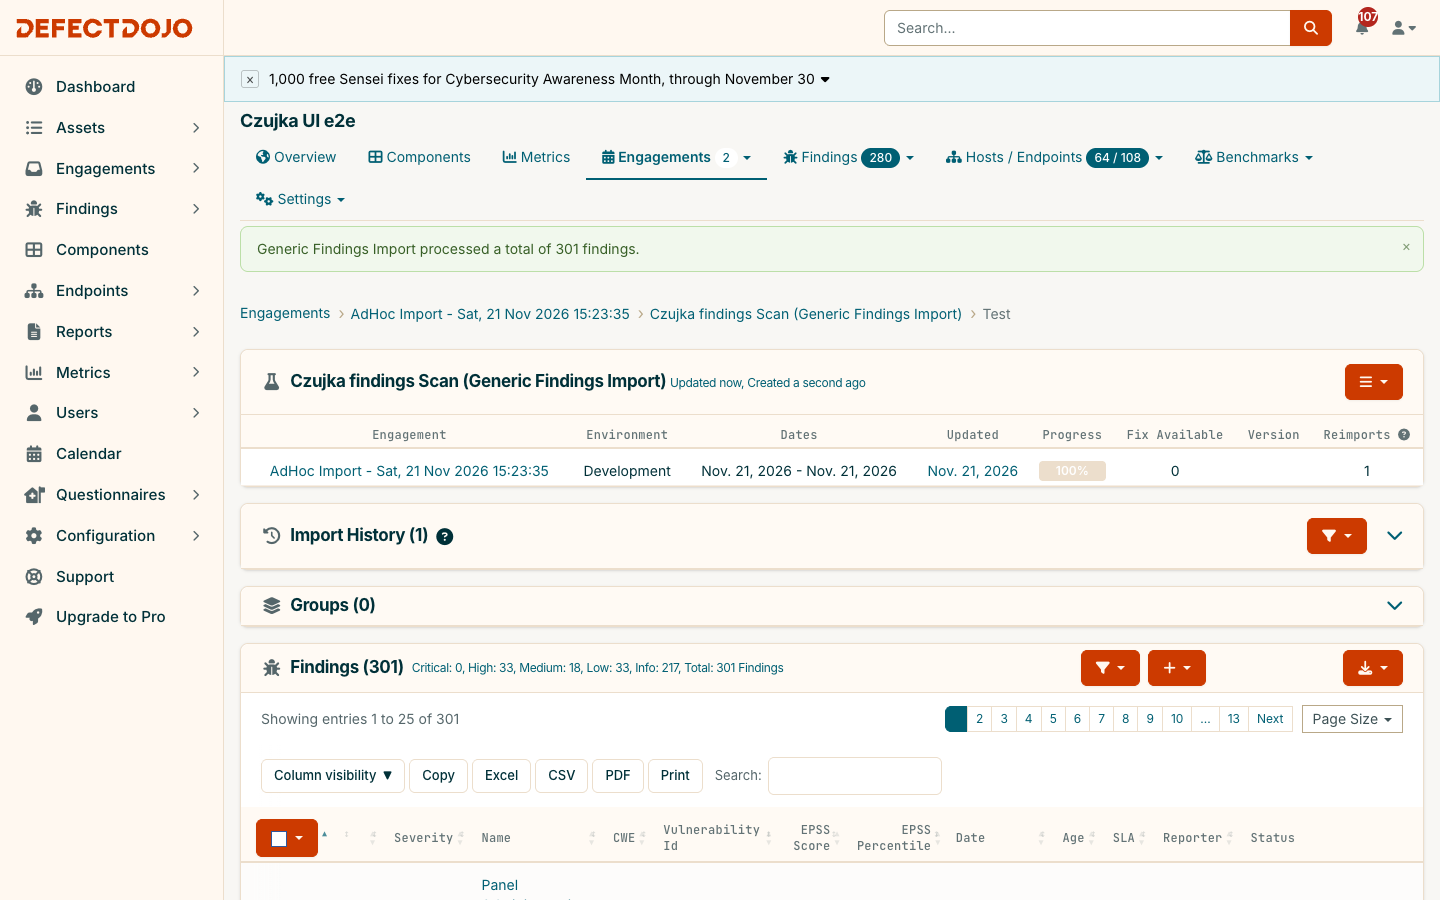 DEFECTDOJO
Search...
107
Dashboard
Assets
Engagements
Findings
Components
Endpoints
Reports
Metrics
Users
Calendar
Questionnaires
Configuration
Support
Upgrade to Pro
x 1,000 free Sensei fixes for Cybersecurity Awareness Month, through November 30
Czujka UI e2e
Overview Components Metrics Engagements 2 Findings 280 Hosts / Endpoints 64 / 108 Benchmarks
Settings
Generic Findings Import processed a total of 301 findings. ×
Engagements > AdHoc Import - Sat, 21 Nov 2026 15:23:35 > Czujka findings Scan (Generic Findings Import) > Test
Czujka findings Scan (Generic Findings Import) Updated now, Created a second ago
Engagement Environment Dates Updated Progress Fix Available Version Reimports ?
AdHoc Import - Sat, 21 Nov 2026 15:23:35 Development Nov. 21, 2026 - Nov. 21, 2026 Nov. 21, 2026 100% 0 1
Import History (1) ?
Groups (0)
Findings (301) Critical: 0, High: 33, Medium: 18, Low: 33, Info: 217, Total: 301 Findings
Showing entries 1 to 25 of 301
2 3 4 5 6 7 8 9 10 ... 13 Next Page Size
Column visibility ▼ Copy Excel CSV PDF Print Search:
Severity Name CWE Vulnerability Id EPSS Score EPSS Percentile Date Age SLA Reporter Status
Panel